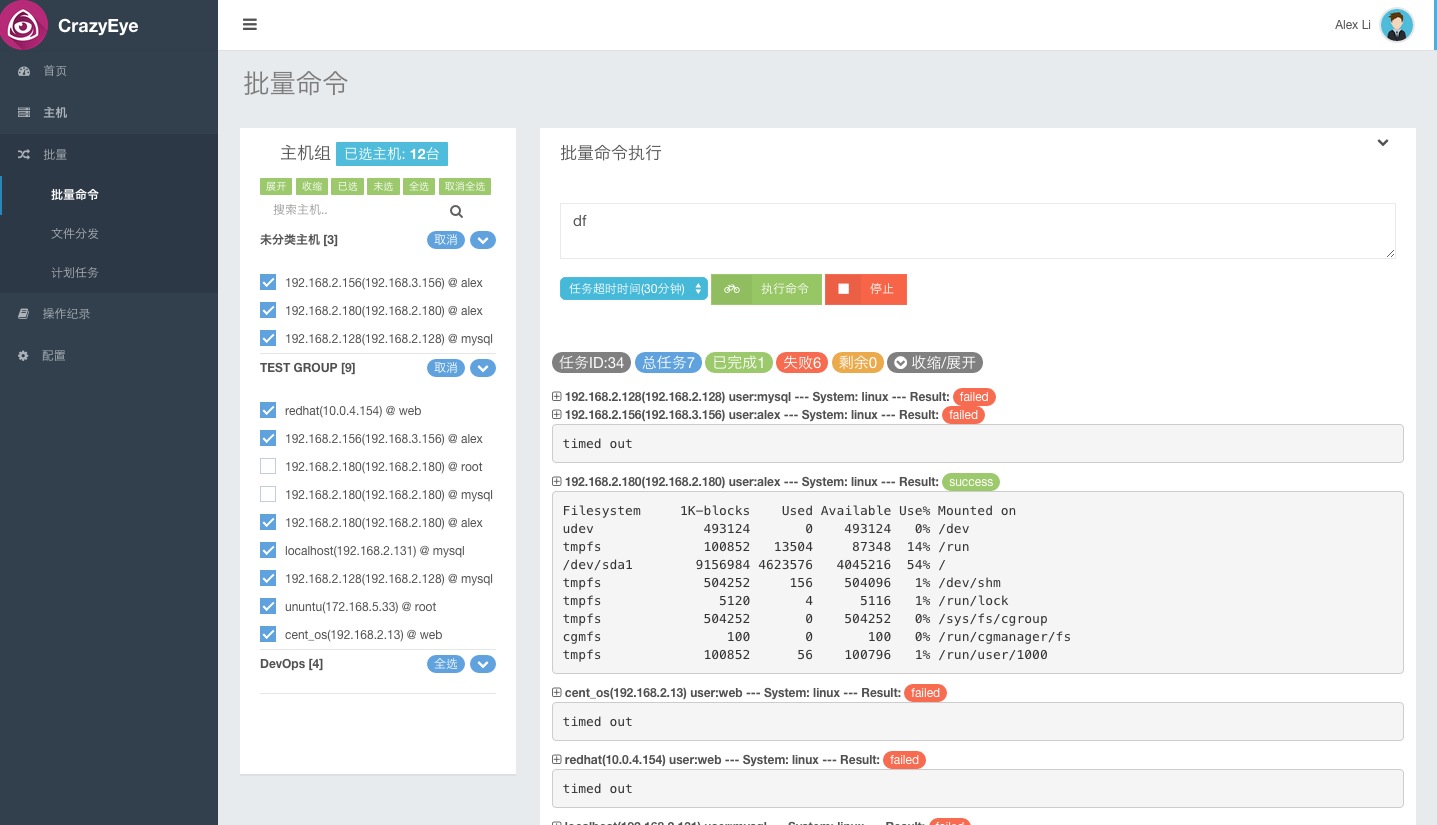 CrazyEye
首页
主机
批量
批量命令
文件分发
计划任务
操作纪录
配置
Alex Li
批量命令
主机组 已选主机: 12台
展开 收缩 已选 未选 全选 取消全选
搜索主机..
未分类主机 [3] 取消
192.168.2.156(192.168.3.156) @ alex
192.168.2.180(192.168.2.180) @ alex
192.168.2.128(192.168.2.128) @ mysql
TEST GROUP [9] 取消
redhat(10.0.4.154) @ web
192.168.2.156(192.168.3.156) @ alex
192.168.2.180(192.168.2.180) @ root
192.168.2.180(192.168.2.180) @ mysql
192.168.2.180(192.168.2.180) @ alex
localhost(192.168.2.131) @ mysql
192.168.2.128(192.168.2.128) @ mysql
ununtu(172.168.5.33) @ root
cent_os(192.168.2.13) @ web
DevOps [4] 全选
批量命令执行
df
任务超时时间(30分钟) 执行命令 停止
任务ID:34 总任务7 已完成1 失败6 剩余0 收缩/展开
192.168.2.128(192.168.2.128) user:mysql --- System: linux --- Result: failed
192.168.2.156(192.168.3.156) user:alex --- System: linux --- Result: failed
timed out
192.168.2.180(192.168.2.180) user:alex --- System: linux --- Result: success
Filesystem 1K-blocks Used Available Use% Mounted on
udev 493124 0 493124 0% /dev
tmpfs 100852 13504 87348 14% /run
/dev/sda1 9156984 4623576 4045216 54% /
tmpfs 504252 156 504096 1% /dev/shm
tmpfs 5120 4 5116 1% /run/lock
tmpfs 504252 0 504252 0% /sys/fs/cgroup
cgmfs 100 0 100 0% /run/cgmanager/fs
tmpfs 100852 56 100796 1% /run/user/1000
cent_os(192.168.2.13) user:web --- System: linux --- Result: failed
timed out
redhat(10.0.4.154) user:web --- System: linux --- Result: failed
timed out
localhost(192.168.2.131) user:mysql --- System: linux --- Result: failed